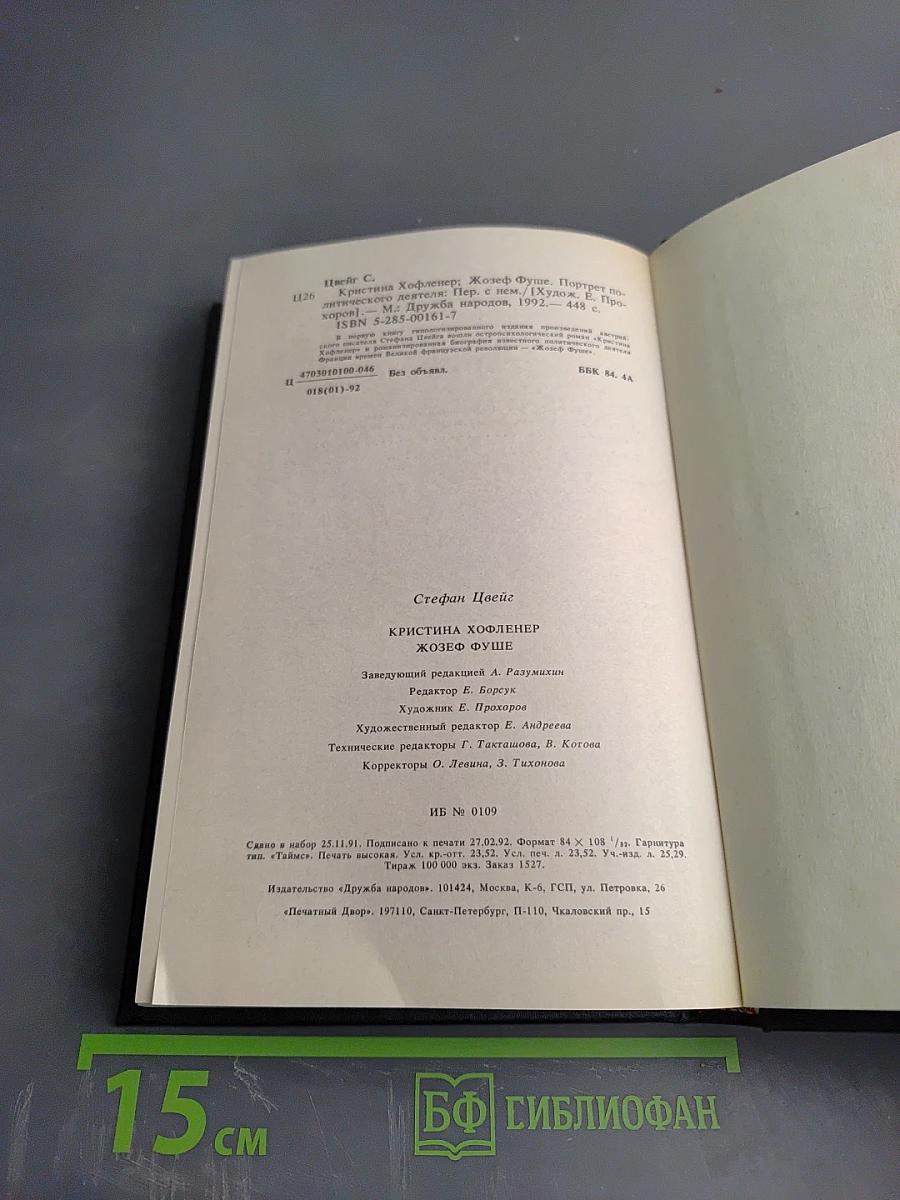 Цвейг С.
Ц26 Кристина Хофленер; Жозеф Фуше. Портрет по-
литического деятеля: Пер. с нем./[Худож. Е. Про-
хоров].— М.: Дружба народов, 1992.— 448 с.
ISBN 5-285-00161-7
В первую книгу типологизированного издания произведений австрий-
ского писателя Стефана Цвейга вошли остропсихологический роман «Кристина
Хофленер» и романизированная биография известного политического деятеля
Франции времен Великой французской революции — «Жозеф Фуше».
Ц 4703010100-046 Без объявл. ББК 84. 4А
018(01)-92
Стефан Цвейг
КРИСТИНА ХОФЛЕНЕР
ЖОЗЕФ ФУШЕ
Заведующий редакцией А. Разумихин
Редактор Е. Борсук
Художник Е. Прохоров
Художественный редактор Е. Андреева
Технические редакторы Г. Такташова, В. Котова
Корректоры О. Левина, З. Тихонова
ИБ № 0109
Сдано в набор 25.11.91. Подписано к печати 27.02.92. Формат 84 × 108 1/32. Гарнитура
тип. «Таймс». Печать высокая. Усл. кр.-отт. 23,52. Усл. печ. л. 23,52. Уч.-изд. л. 25,29.
Тираж 100 000 экз. Заказ 1527.
Издательство «Дружба народов». 101424, Москва, К-6, ГСП, ул. Петровка, 26
«Печатный Двор». 197110, Санкт-Петербург, П-110, Чкаловский пр., 15
15 см
БФ БИБЛИОФАН